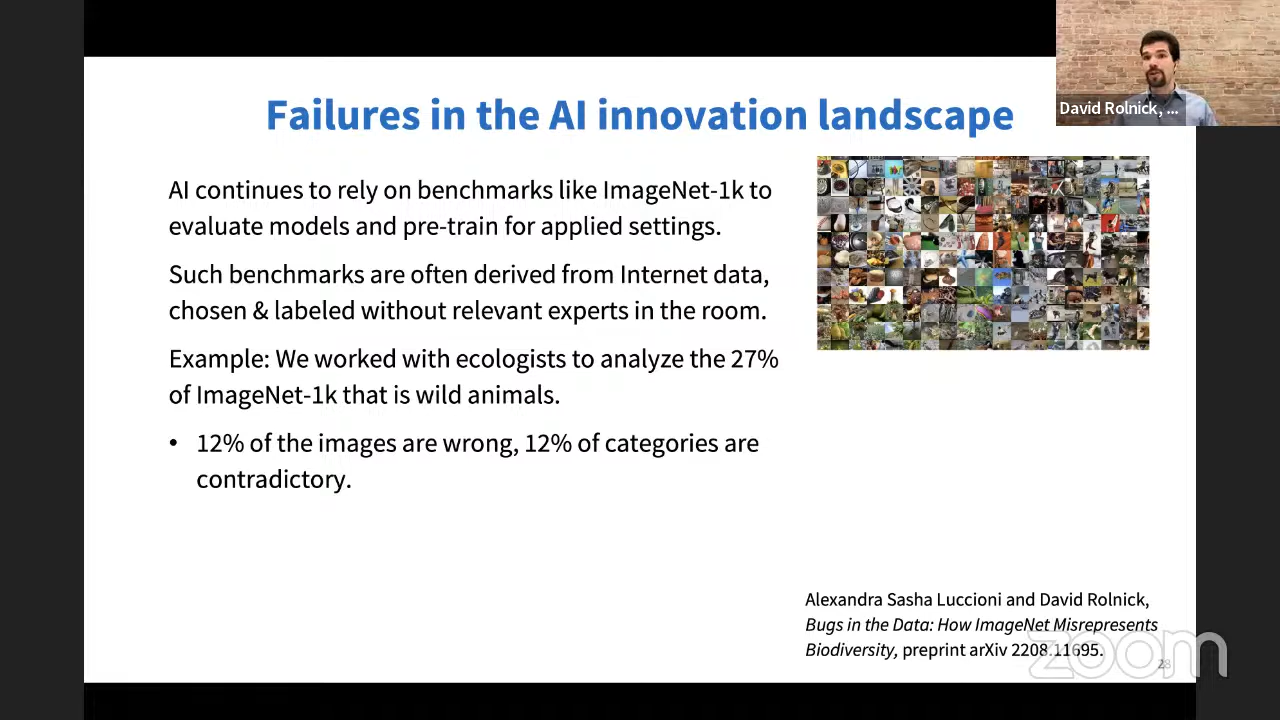 Failures in the AI innovation landscape
David Rolnick, ...
AI continues to rely on benchmarks like ImageNet-1k to
evaluate models and pre-train for applied settings.
Such benchmarks are often derived from Internet data,
chosen & labeled without relevant experts in the room.
Example: We worked with ecologists to analyze the 27%
of ImageNet-1k that is wild animals.
• 12% of the images are wrong, 12% of categories are
contradictory.
Alexandra Sasha Luccioni and David Rolnick,
Bugs in the Data: How ImageNet Misrepresents
Biodiversity, preprint arXiv 2208.11695.
zoom
28